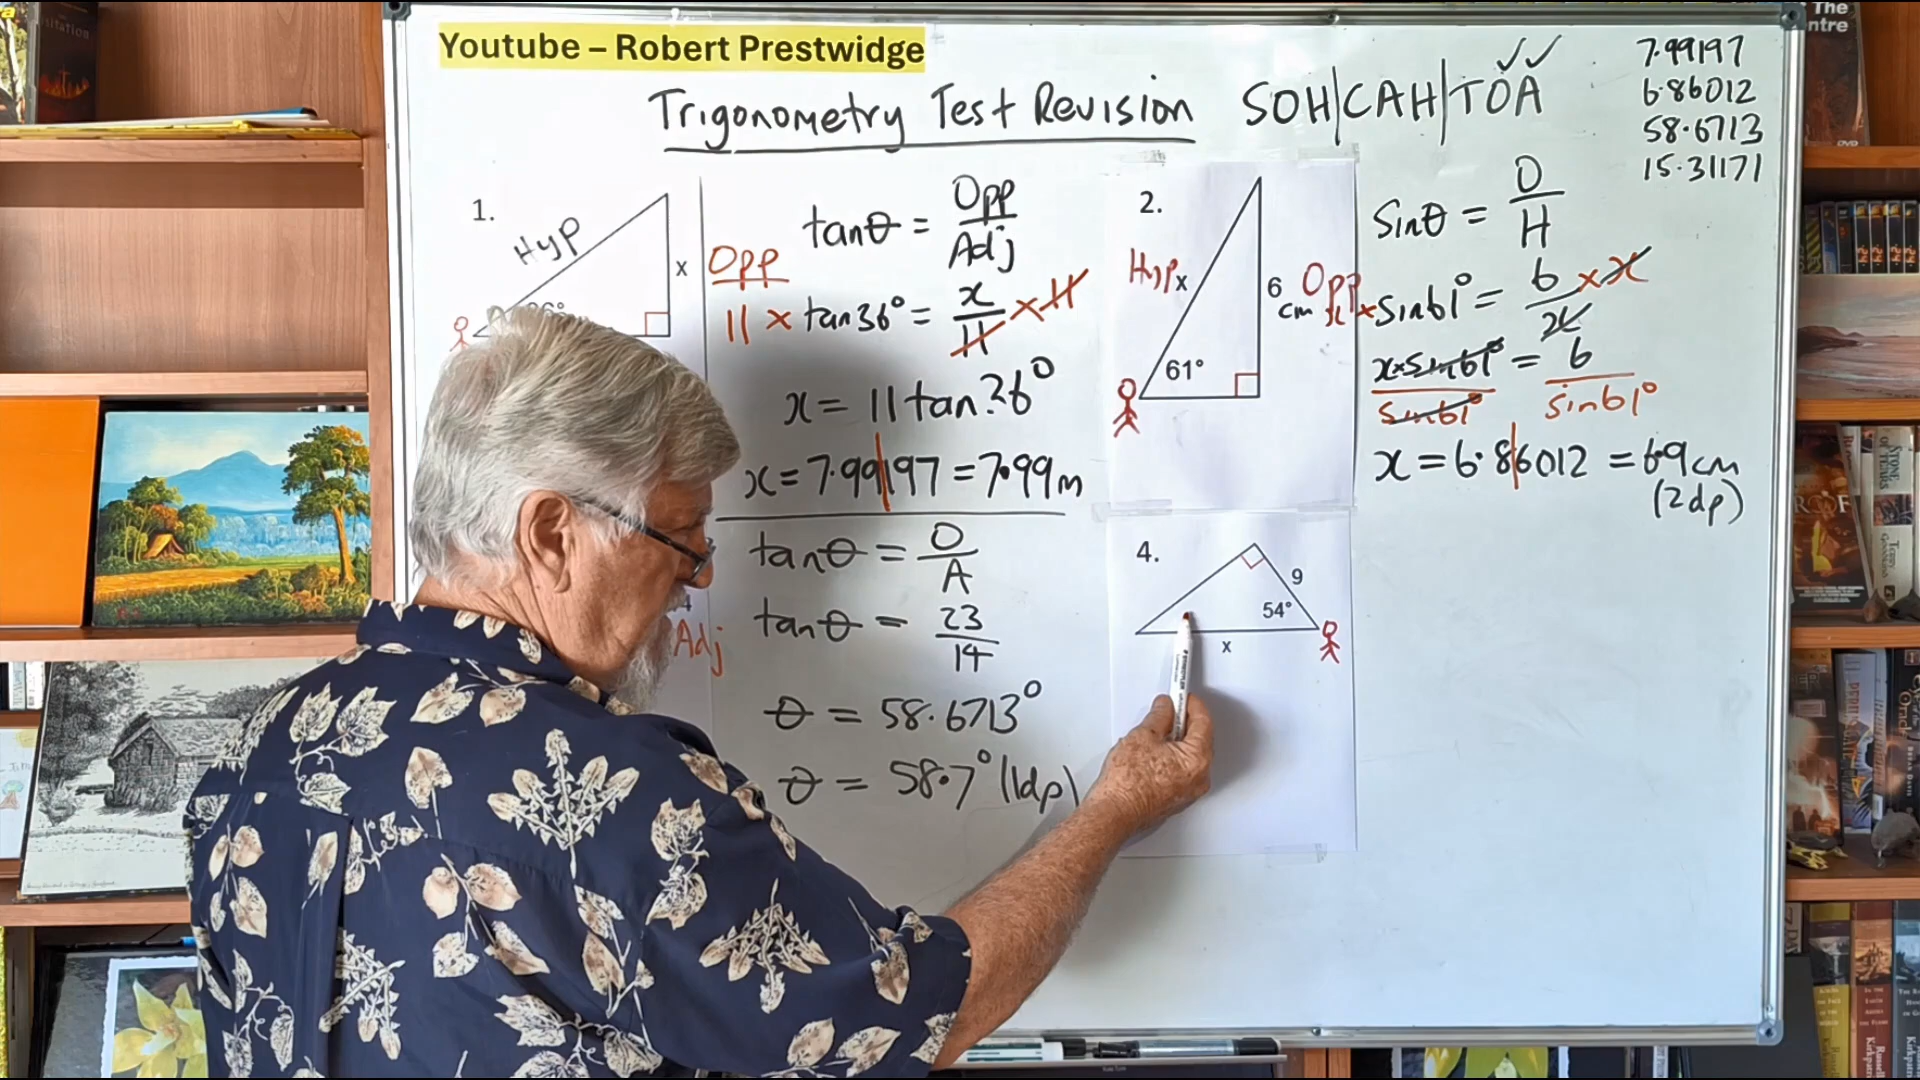 Youtube – Robert Prestwidge
Trigonometry Test Revision SOH|CAH|TOA ✓✓
7.99197
6.86012
58.6713
15.31171
1.
Hyp
x
Opp
tanθ = Opp/Adj
11 × tan36° = x/11 × 11
x = 11tan36°
x = 7.99197 = 7.99m
Adj
tanθ = O/A
tanθ = 23/14
θ = 58.6713°
θ = 58.7° (1dp)
2.
Hyp x
6 cm
Opp
61°
sinθ = O/H
x × sin61° = 6/x × x
x × sin61°/sin61° = 6/sin61°
x = 6.86012 = 6.9cm
(2dp)
4.
9
54°
x